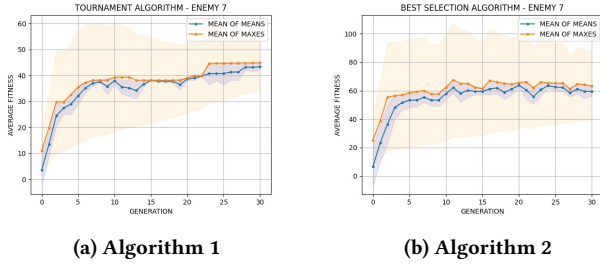 TOURNAMENT ALGORITHM - ENEMY 7
MEAN OF MEANS
MEAN OF MAXES
AVERAGE FITNESS
60
50
40
30
20
10
0
0 5 10 15 20 25 30
GENERATION
(a) Algorithm 1
BEST SELECTION ALGORITHM - ENEMY 7
MEAN OF MEANS
MEAN OF MAXES
AVERAGE FITNESS
100
80
60
40
20
0
0 5 10 15 20 25 30
GENERATION
(b) Algorithm 2